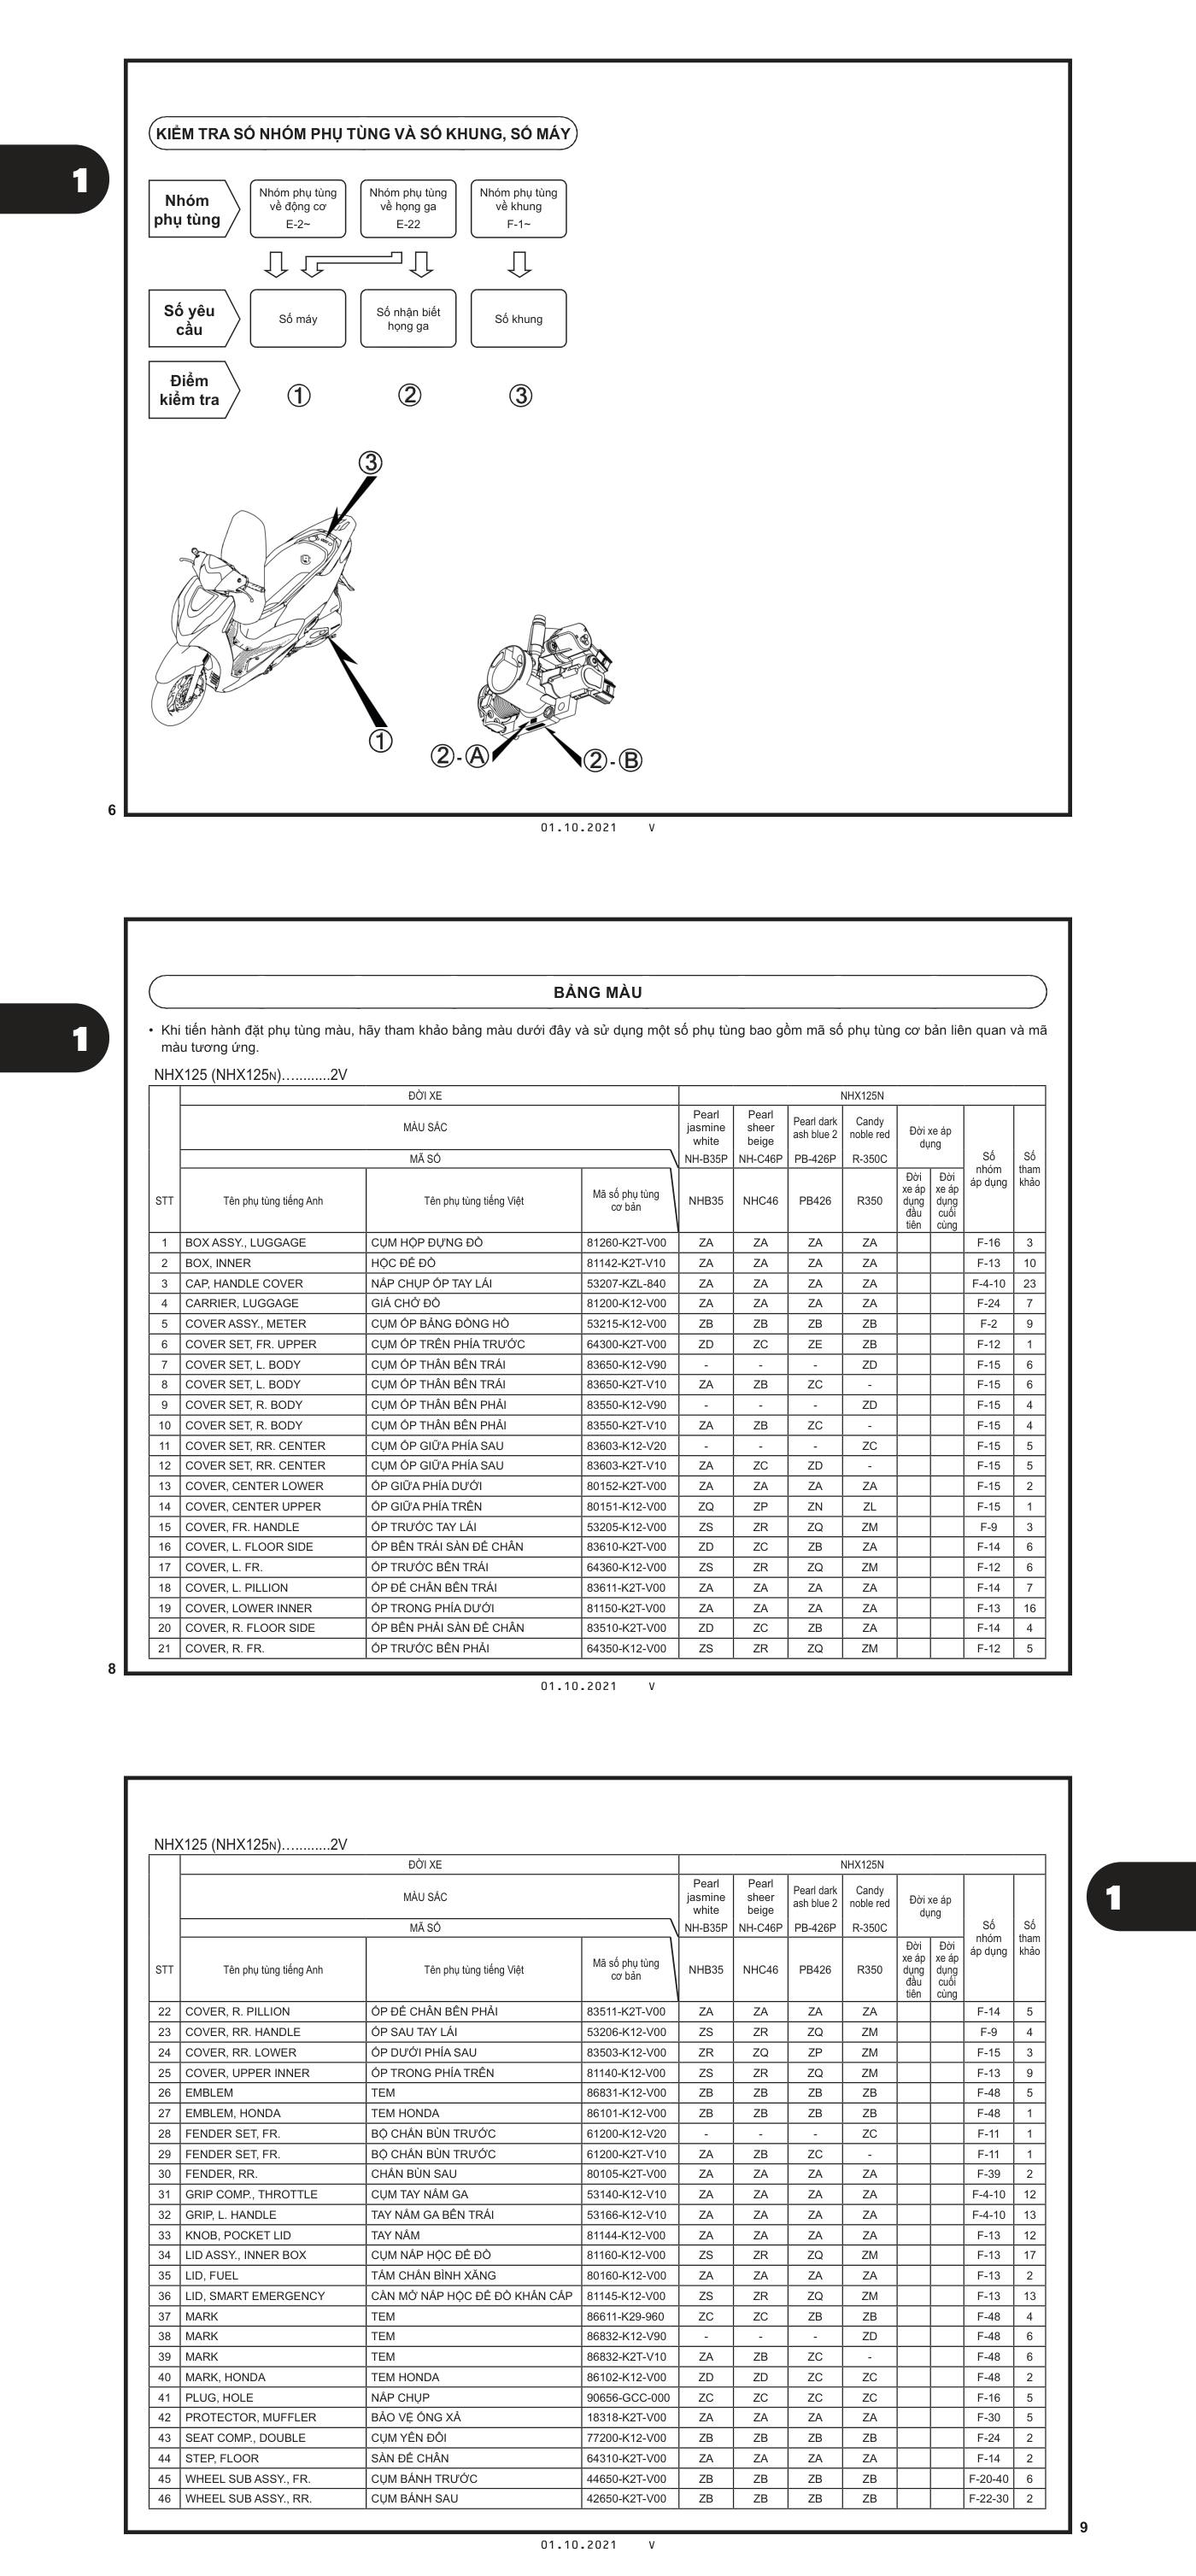 KIỂM TRA SỐ NHÓM PHỤ TÙNG VÀ SỐ KHUNG, SỐ MÁY
1
Nhóm phụ tùng
Nhóm phụ tùng về động cơ E-2~
Nhóm phụ tùng về họng ga E-22
Nhóm phụ tùng về khung F-1~
Số yêu cầu
Số máy
Số nhận biết họng ga
Số khung
Điểm kiểm tra
① ② ③
③
①
②-Ⓐ
②-Ⓑ
6
01.10.2021 V
BẢNG MÀU
1
• Khi tiến hành đặt phụ tùng màu, hãy tham khảo bảng màu dưới đây và sử dụng một số phụ tùng bao gồm mã số phụ tùng cơ bản liên quan và mã
màu tương ứng.
NHX125 (NHX125N)…..........2V
ĐỜI XE NHX125N
MÀU SẮC Pearl jasmine white Pearl sheer beige Pearl dark ash blue 2 Candy noble red Đời xe áp dụng Số nhóm áp dụng Số tham khảo
MÃ SỐ NH-B35P NH-C46P PB-426P R-350C
STT Tên phụ tùng tiếng Anh Tên phụ tùng tiếng Việt Mã số phụ tùng cơ bản NHB35 NHC46 PB426 R350 Đời xe áp dụng đầu tiên Đời xe áp dụng cuối cùng
1 BOX ASSY., LUGGAGE CỤM HỘP ĐỰNG ĐỒ 81260-K2T-V00 ZA ZA ZA ZA F-16 3
2 BOX, INNER HỘC ĐỂ ĐỒ 81142-K2T-V10 ZA ZA ZA ZA F-13 10
3 CAP, HANDLE COVER NẮP CHỤP ỐP TAY LÁI 53207-KZL-840 ZA ZA ZA ZA F-4-10 23
4 CARRIER, LUGGAGE GIÁ CHỞ ĐỒ 81200-K12-V00 ZA ZA ZA ZA F-24 7
5 COVER ASSY., METER CỤM ỐP BẢNG ĐỒNG HỒ 53215-K12-V00 ZB ZB ZB ZB F-2 9
6 COVER SET, FR. UPPER CỤM ỐP TRÊN PHÍA TRƯỚC 64300-K2T-V00 ZD ZC ZE ZB F-12 1
7 COVER SET, L. BODY CỤM ỐP THÂN BÊN TRÁI 83650-K12-V90 - - - ZD F-15 6
8 COVER SET, L. BODY CỤM ỐP THÂN BÊN TRÁI 83650-K2T-V10 ZA ZB ZC - F-15 6
9 COVER SET, R. BODY CỤM ỐP THÂN BÊN PHẢI 83550-K12-V90 - - - ZD F-15 4
10 COVER SET, R. BODY CỤM ỐP THÂN BÊN PHẢI 83550-K2T-V10 ZA ZB ZC - F-15 4
11 COVER SET, RR. CENTER CỤM ỐP GIỮA PHÍA SAU 83603-K12-V20 - - - ZC F-15 5
12 COVER SET, RR. CENTER CỤM ỐP GIỮA PHÍA SAU 83603-K2T-V10 ZA ZC ZD - F-15 5
13 COVER, CENTER LOWER ỐP GIỮA PHÍA DƯỚI 80152-K2T-V00 ZA ZA ZA ZA F-15 2
14 COVER, CENTER UPPER ỐP GIỮA PHÍA TRÊN 80151-K12-V00 ZQ ZP ZN ZL F-15 1
15 COVER, FR. HANDLE ỐP TRƯỚC TAY LÁI 53205-K12-V00 ZS ZR ZQ ZM F-9 3
16 COVER, L. FLOOR SIDE ỐP BÊN TRÁI SÀN ĐỂ CHÂN 83610-K2T-V00 ZD ZC ZB ZA F-14 6
17 COVER, L. FR. ỐP TRƯỚC BÊN TRÁI 64360-K12-V00 ZS ZR ZQ ZM F-12 6
18 COVER, L. PILLION ỐP ĐỂ CHÂN BÊN TRÁI 83611-K2T-V00 ZA ZA ZA ZA F-14 7
19 COVER, LOWER INNER ỐP TRONG PHÍA DƯỚI 81150-K2T-V00 ZA ZA ZA ZA F-13 16
20 COVER, R. FLOOR SIDE ỐP BÊN PHẢI SÀN ĐỂ CHÂN 83510-K2T-V00 ZD ZC ZB ZA F-14 4
21 COVER, R. FR. ỐP TRƯỚC BÊN PHẢI 64350-K12-V00 ZS ZR ZQ ZM F-12 5
8
01.10.2021 V
NHX125 (NHX125N)…..........2V
1
ĐỜI XE NHX125N
MÀU SẮC Pearl jasmine white Pearl sheer beige Pearl dark ash blue 2 Candy noble red Đời xe áp dụng Số nhóm áp dụng Số tham khảo
MÃ SỐ NH-B35P NH-C46P PB-426P R-350C
STT Tên phụ tùng tiếng Anh Tên phụ tùng tiếng Việt Mã số phụ tùng cơ bản NHB35 NHC46 PB426 R350 Đời xe áp dụng đầu tiên Đời xe áp dụng cuối cùng
22 COVER, R. PILLION ỐP ĐỂ CHÂN BÊN PHẢI 83511-K2T-V00 ZA ZA ZA ZA F-14 5
23 COVER, RR. HANDLE ỐP SAU TAY LÁI 53206-K12-V00 ZS ZR ZQ ZM F-9 4
24 COVER, RR. LOWER ỐP DƯỚI PHÍA SAU 83503-K12-V00 ZR ZQ ZP ZM F-15 3
25 COVER, UPPER INNER ỐP TRONG PHÍA TRÊN 81140-K12-V00 ZS ZR ZQ ZM F-13 9
26 EMBLEM TEM 86831-K12-V00 ZB ZB ZB ZB F-48 5
27 EMBLEM, HONDA TEM HONDA 86101-K12-V00 ZB ZB ZB ZB F-48 1
28 FENDER SET, FR. BỘ CHẮN BÙN TRƯỚC 61200-K12-V20 - - - ZC F-11 1
29 FENDER SET, FR. BỘ CHẮN BÙN TRƯỚC 61200-K2T-V10 ZA ZB ZC - F-11 1
30 FENDER, RR. CHẮN BÙN SAU 80105-K2T-V00 ZA ZA ZA ZA F-39 2
31 GRIP COMP., THROTTLE CỤM TAY NẮM GA 53140-K12-V10 ZA ZA ZA ZA F-4-10 12
32 GRIP, L. HANDLE TAY NẮM GA BÊN TRÁI 53166-K12-V10 ZA ZA ZA ZA F-4-10 13
33 KNOB, POCKET LID TAY NẮM 81144-K12-V00 ZA ZA ZA ZA F-13 12
34 LID ASSY., INNER BOX CỤM NẮP HỘC ĐỂ ĐỒ 81160-K12-V00 ZS ZR ZQ ZM F-13 17
35 LID, FUEL TẤM CHẮN BÌNH XĂNG 80160-K12-V00 ZA ZA ZA ZA F-13 2
36 LID, SMART EMERGENCY CẦN MỞ NẮP HỘC ĐỂ ĐỒ KHẨN CẤP 81145-K12-V00 ZS ZR ZQ ZM F-13 13
37 MARK TEM 86611-K29-960 ZC ZC ZB ZB F-48 4
38 MARK TEM 86832-K12-V90 - - - ZD F-48 6
39 MARK TEM 86832-K2T-V10 ZA ZB ZC - F-48 6
40 MARK, HONDA TEM HONDA 86102-K12-V00 ZD ZD ZC ZC F-48 2
41 PLUG, HOLE NẮP CHỤP 90656-GCC-000 ZC ZC ZC ZC F-16 5
42 PROTECTOR, MUFFLER BẢO VỆ ỐNG XẢ 18318-K2T-V00 ZA ZA ZA ZA F-30 5
43 SEAT COMP., DOUBLE CỤM YÊN ĐÔI 77200-K12-V00 ZB ZB ZB ZB F-24 2
44 STEP, FLOOR SÀN ĐỂ CHÂN 64310-K2T-V00 ZA ZA ZA ZA F-14 2
45 WHEEL SUB ASSY., FR. CỤM BÁNH TRƯỚC 44650-K2T-V00 ZB ZB ZB ZB F-20-40 6
46 WHEEL SUB ASSY., RR. CỤM BÁNH SAU 42650-K2T-V00 ZB ZB ZB ZB F-22-30 2
9
01.10.2021 V